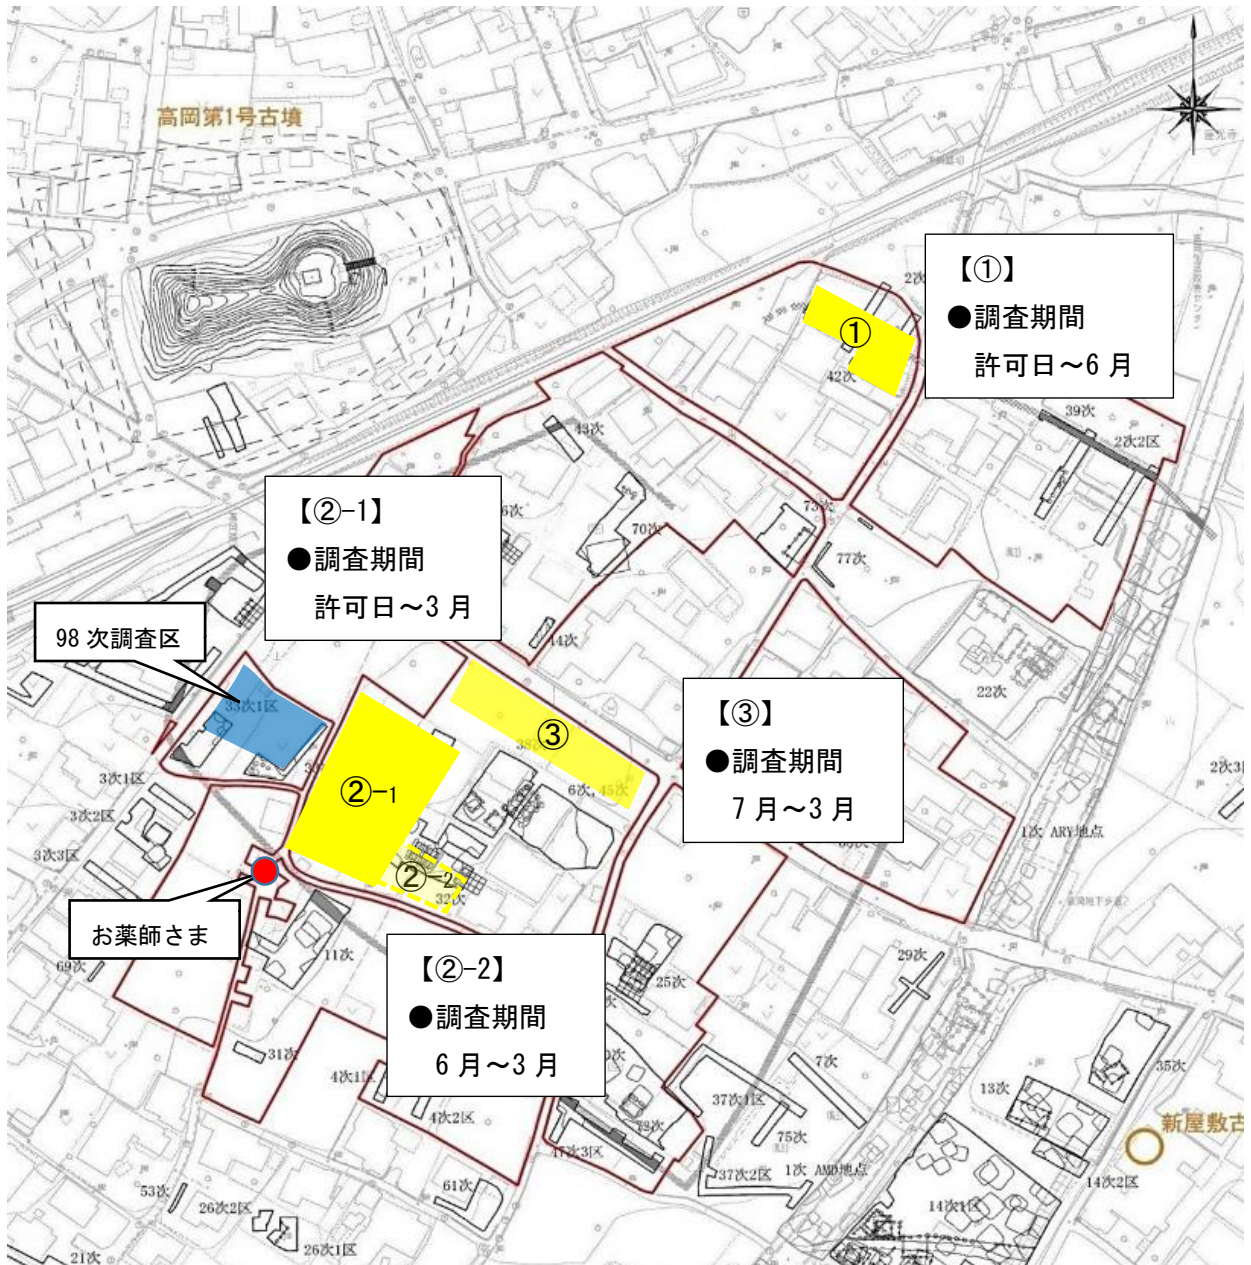 高岡第1号古墳
座光寺
【①】
●調査期間
許可日～6月
①
42次
39次
2次2区
43次
【②-1】
●調査期間
許可日～3月
6次
70次
73次
77次
44次
98次調査区
33次1区
22次
③
【③】
●調査期間
7月～3月
38次
6次, 45次
②-1
3次1区
3次2区
3次3区
②-2
32次
1次 ARY地点
お薬師さま
69次
11次
【②-2】
●調査期間
6月～3月
25次
29次
31次
4次1区
4次2区
7次
37次1区
75次
72次
47次3区
37次2区
1次 AMD地点
13次
35次
新屋敷古
14次2区
14次1区
53次
26次2区
26次1区
61次
21次